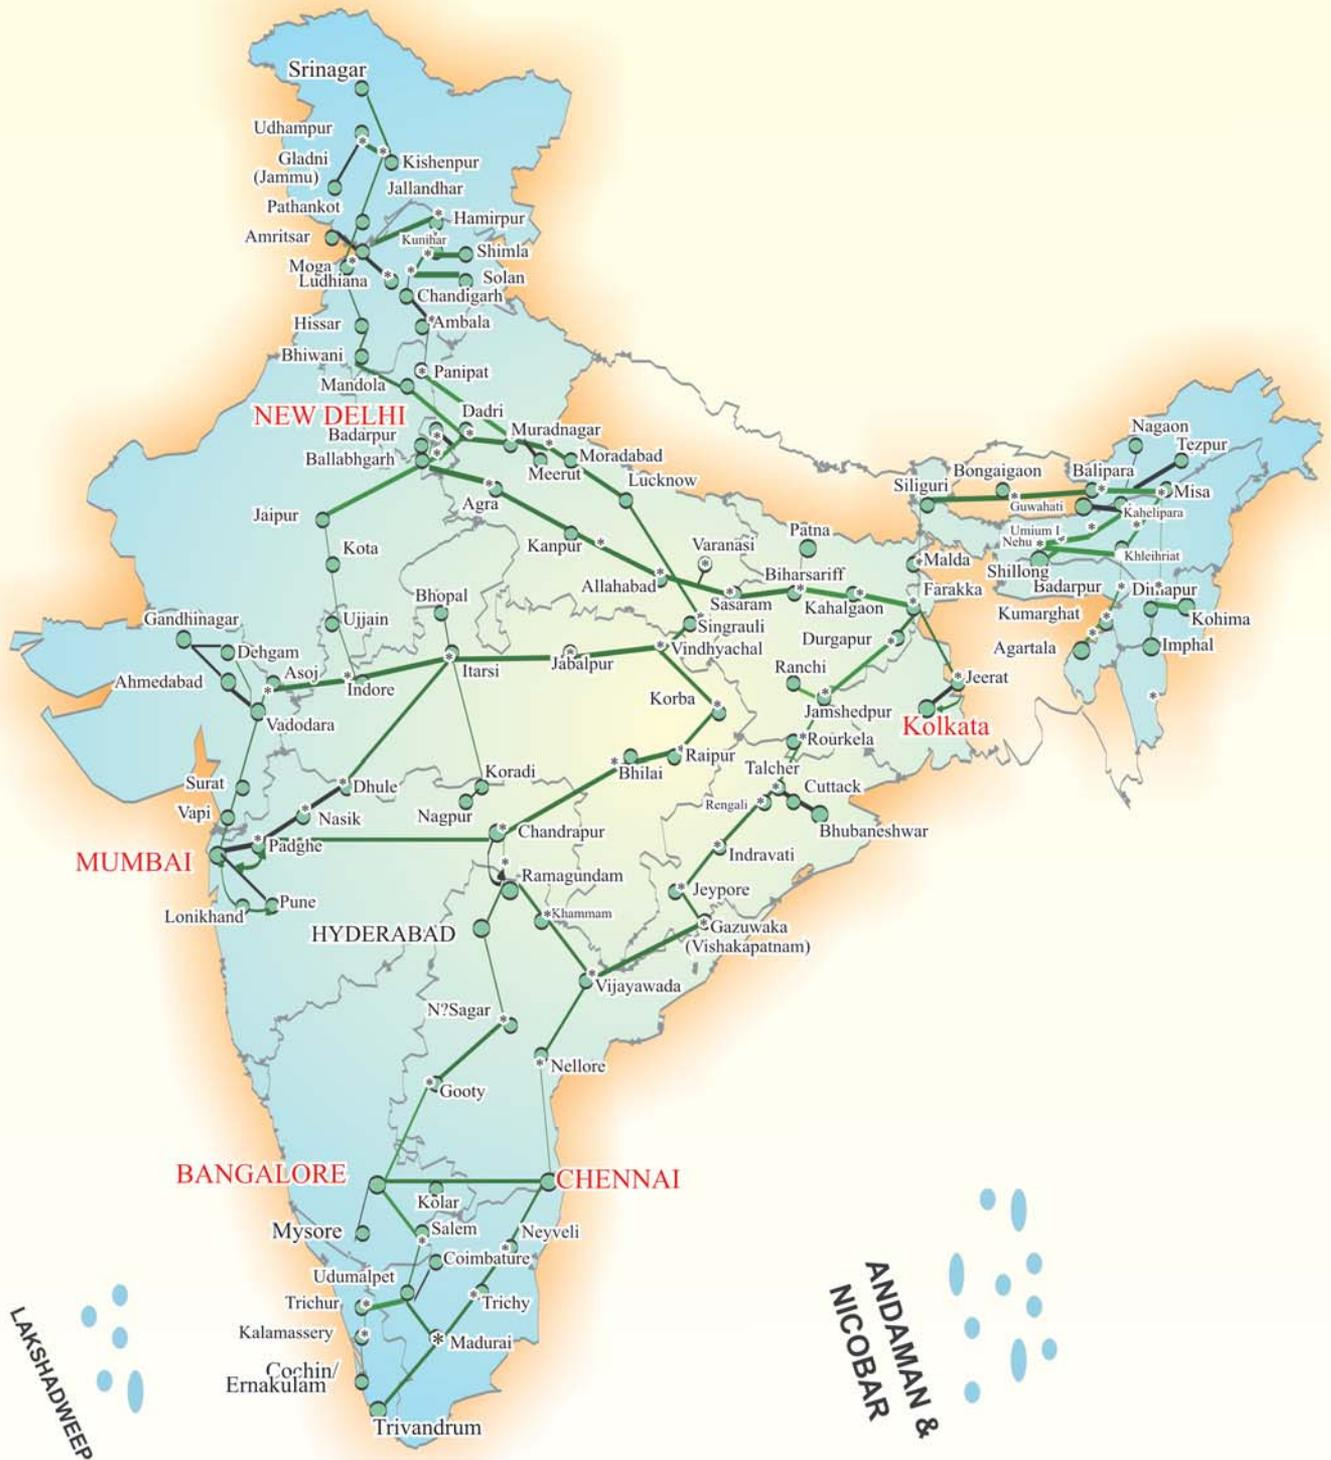 Srinagar
Udhampur
Gladni
(Jammu)
Kishenpur
Jallandhar
Pathankot
Hamirpur
Amritsar
Kunihar
Shimla
Moga
Ludhiana
Solan
Chandigarh
Hissar
Ambala
Bhiwani
Panipat
Mandola
NEW DELHI
Dadri
Badarpur
Muradnagar
Ballabhgarh
Meerut
Moradabad
Lucknow
Agra
Jaipur
Kanpur
Kota
Patna
Varanasi
Allahabad
Biharsariff
Sasaram
Kahalgaon
Nagaon
Tezpur
Bongaigaon
Balipara
Siliguri
Misa
Guwahati
Kahelipara
Umium I
Nehu
Khleihriat
Malda
Shillong
Badarpur
Farakka
Kumarghat
Kohima
Agartala
Imphal
Bhopal
Gandhinagar
Ujjain
Singrauli
Durgapur
Dehgam
Vindhyachal
Asoj
Itarsi
Jabalpur
Ranchi
Jeerat
Ahmedabad
Indore
Korba
Jamshedpur
Kolkata
Vadodara
Rourkela
Raipur
Bhilai
Talcher
Koradi
Surat
Dhule
Cuttack
Rengali
Vapi
Nasik
Nagpur
Bhubaneshwar
Chandrapur
Padghe
MUMBAI
Indravati
Ramagundam
Jeypore
Pune
Lonikhand
Khammam
Gazuwaka
(Vishakapatnam)
HYDERABAD
Vijayawada
N?Sagar
Nellore
Gooty
BANGALORE
CHENNAI
Kolar
Mysore
Salem
Neyveli
Coimbature
Udumalpet
Trichur
Trichy
Kalamassery
Madurai
Cochin/
Ernakulam
Trivandrum
LAKSHADWEEP
ANDAMAN &
NICOBAR